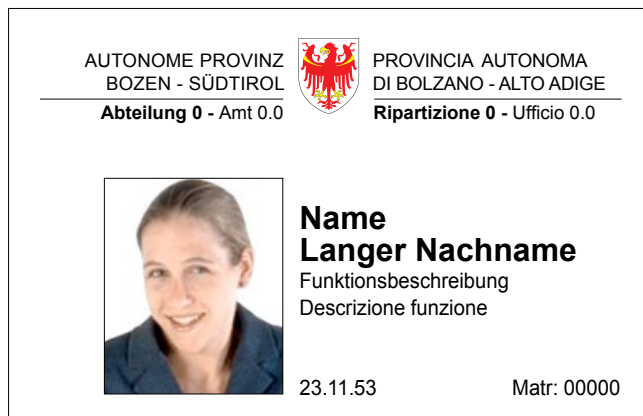 AUTONOME PROVINZ
BOZEN - SÜDTIROL
Abteilung 0 - Amt 0.0
PROVINCIA AUTONOMA
DI BOLZANO - ALTO ADIGE
Ripartizione 0 - Ufficio 0.0
Name
Langer Nachname
Funktionsbeschreibung
Descrizione funzione
23.11.53 Matr: 00000